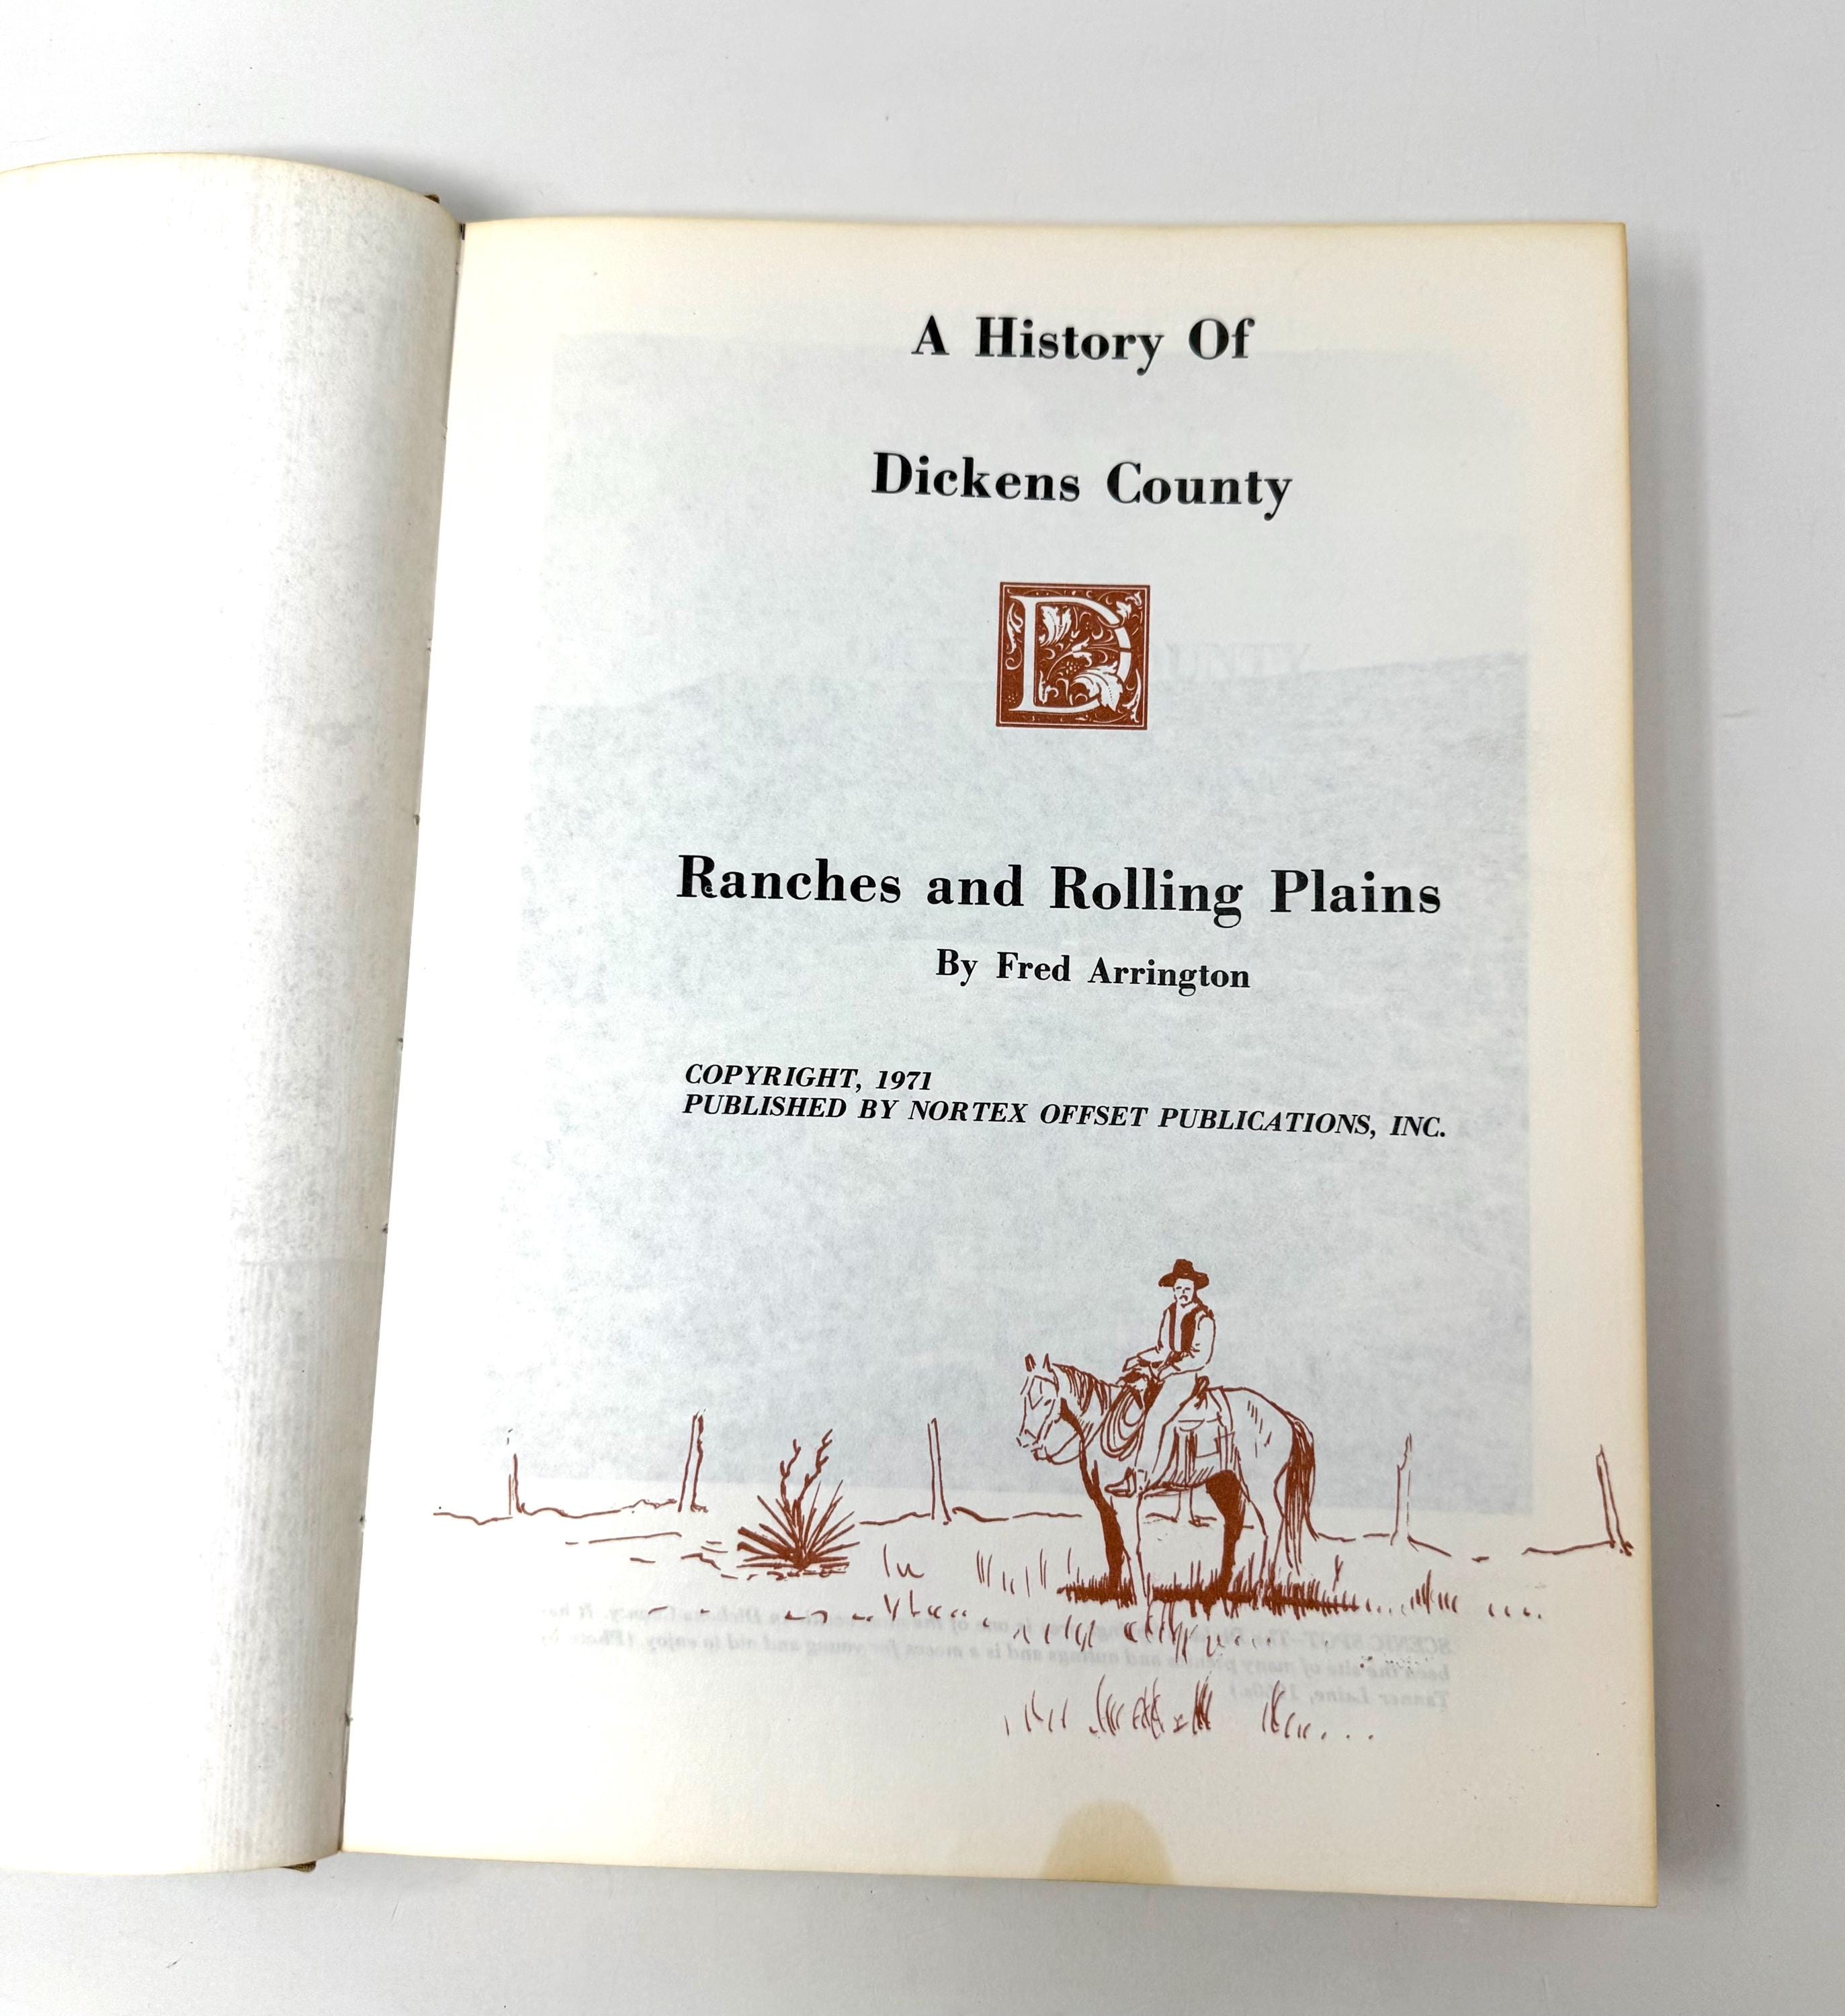 A History Of
Dickens County
D
Ranches and Rolling Plains
By Fred Arrington
COPYRIGHT, 1971
PUBLISHED BY NORTEX OFFSET PUBLICATIONS, INC.